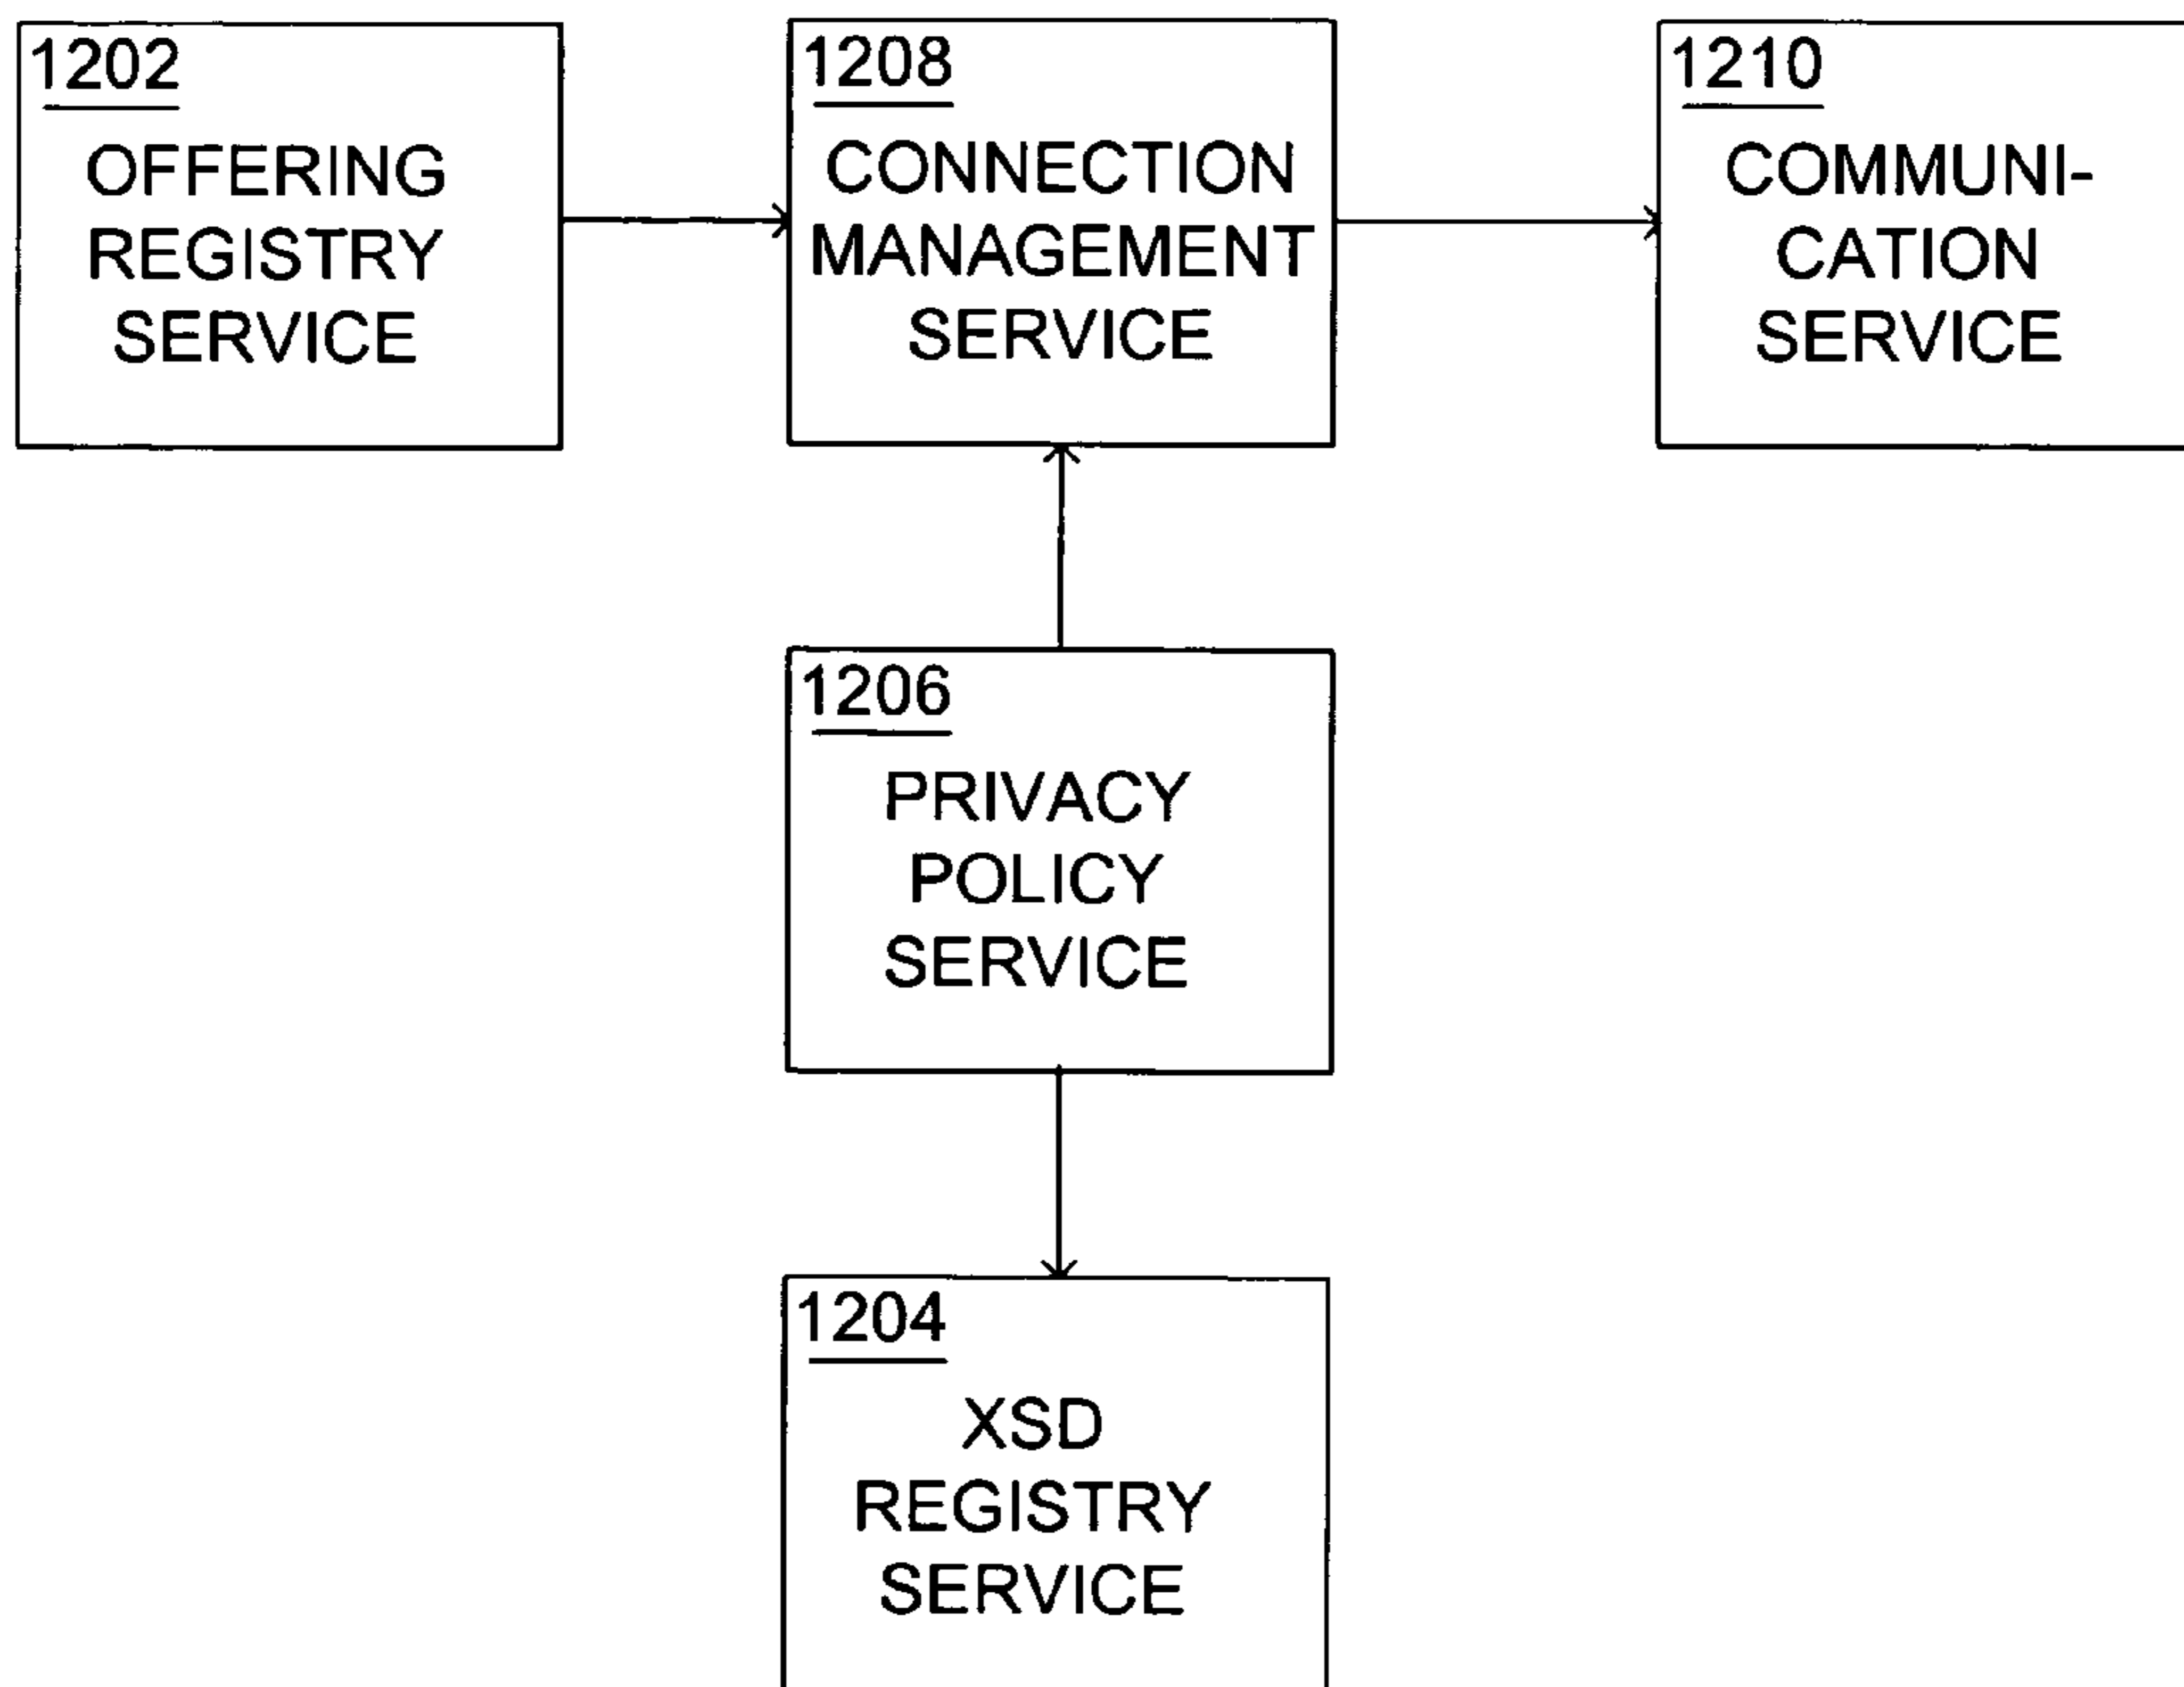 1202
OFFERING
REGISTRY
SERVICE
1208
CONNECTION
MANAGEMENT
SERVICE
1210
COMMUNI-
CATION
SERVICE
1206
PRIVACY
POLICY
SERVICE
1204
XSD
REGISTRY
SERVICE